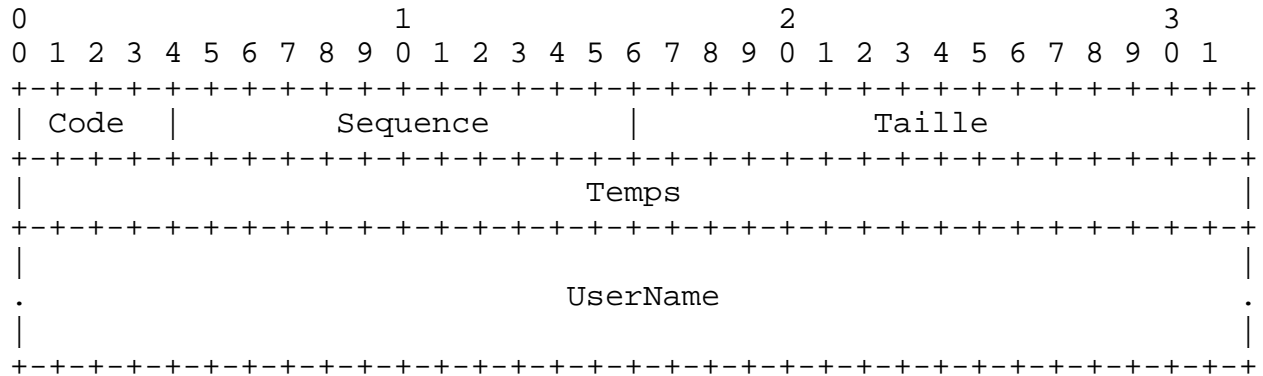 0                   1                   2                   3
0 1 2 3 4 5 6 7 8 9 0 1 2 3 4 5 6 7 8 9 0 1 2 3 4 5 6 7 8 9 0 1
+-+-+-+-+-+-+-+-+-+-+-+-+-+-+-+-+-+-+-+-+-+-+-+-+-+-+-+-+-+-+-+-+
| Code  |        Sequence       |            Taille             |
+-+-+-+-+-+-+-+-+-+-+-+-+-+-+-+-+-+-+-+-+-+-+-+-+-+-+-+-+-+-+-+-+
|                             Temps                             |
+-+-+-+-+-+-+-+-+-+-+-+-+-+-+-+-+-+-+-+-+-+-+-+-+-+-+-+-+-+-+-+-+
|                                                               |
.                            UserName                           .
|                                                               |
+-+-+-+-+-+-+-+-+-+-+-+-+-+-+-+-+-+-+-+-+-+-+-+-+-+-+-+-+-+-+-+-+